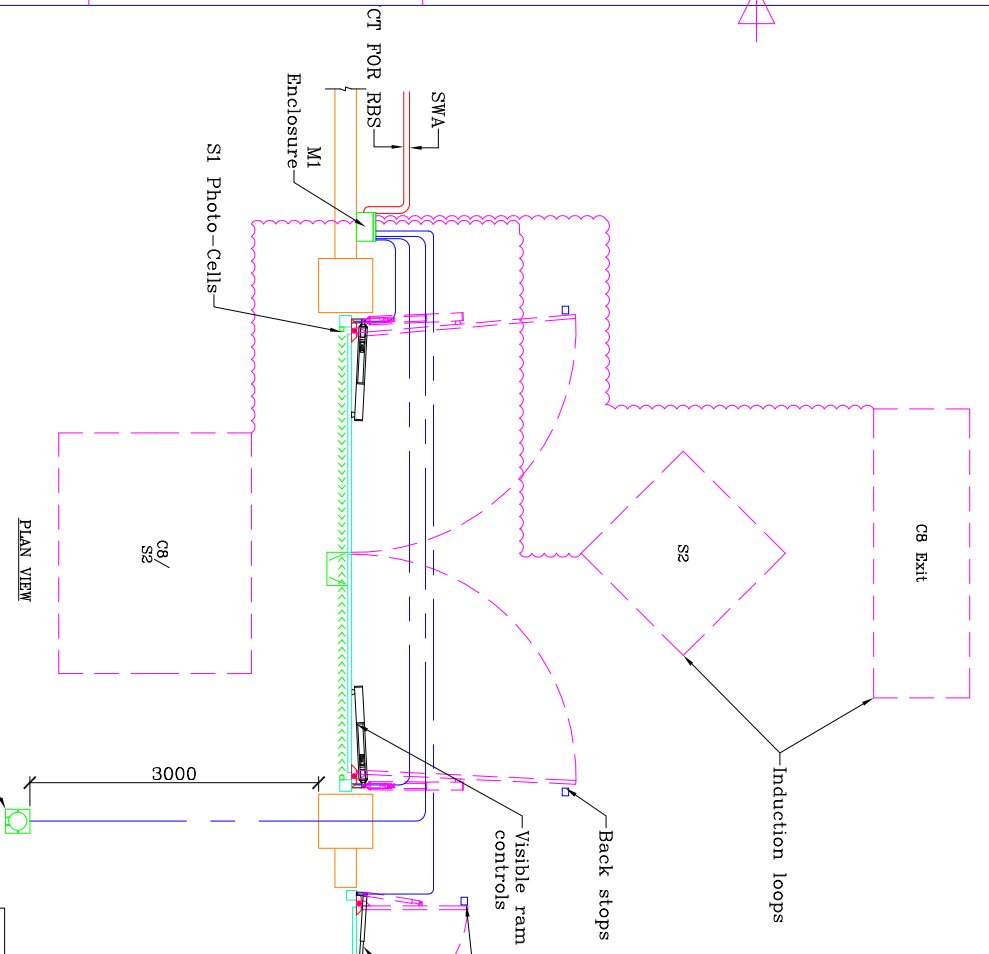 CT FOR RBS
SWA
M1
Enclosure
S1 Photo-Cells
C8 Exit
S2
C8/
S2
PLAN VIEW
3000
Induction loops
Back stops
Visible ram
controls